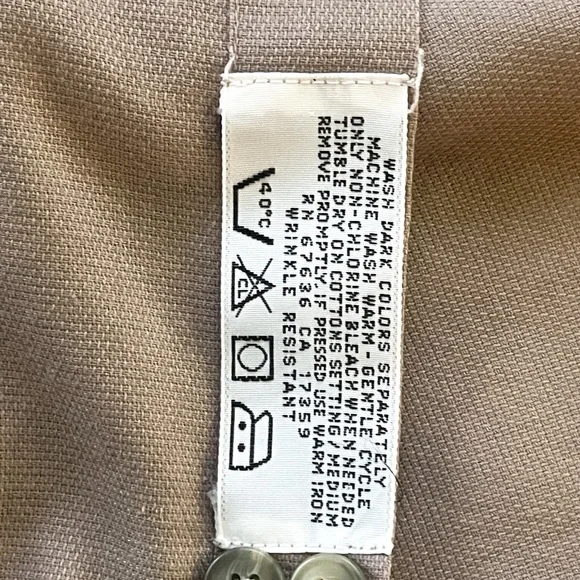 WASH DARK COLORS SEPARATELY
MACHINE WASH WARM - GENTLE CYCLE
ONLY NON-CHLORINE BLEACH WHEN NEEDED
TUMBLE DRY ON COTTONS SETTING/MEDIUM
REMOVE PROMPTLY. IF PRESSED USE WARM IRON
RN 67636 CA 17359
WRINKLE RESISTANT
40°C
CL